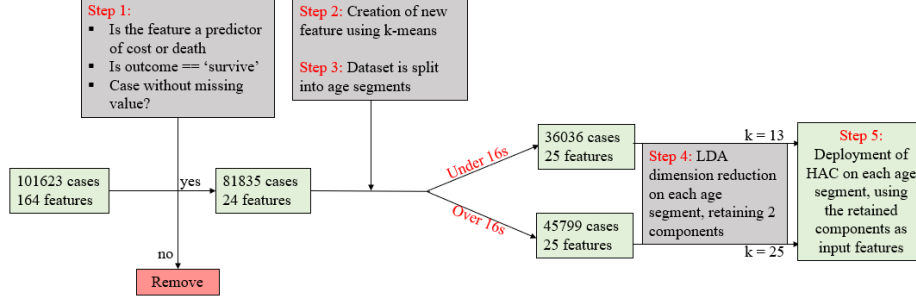 Step 1:
▪ Is the feature a predictor
of cost or death
▪ Is outcome == ‘survive’
▪ Case without missing
value?
Step 2: Creation of new
feature using k-means
Step 3: Dataset is split
into age segments
101623 cases
164 features
yes
no
Remove
81835 cases
24 features
Under 16s
Over 16s
36036 cases
25 features
45799 cases
25 features
k = 13
Step 4: LDA
dimension reduction
on each age
segment, retaining 2
components
k = 25
Step 5:
Deployment of
HAC on each age
segment, using
the retained
components as
input features